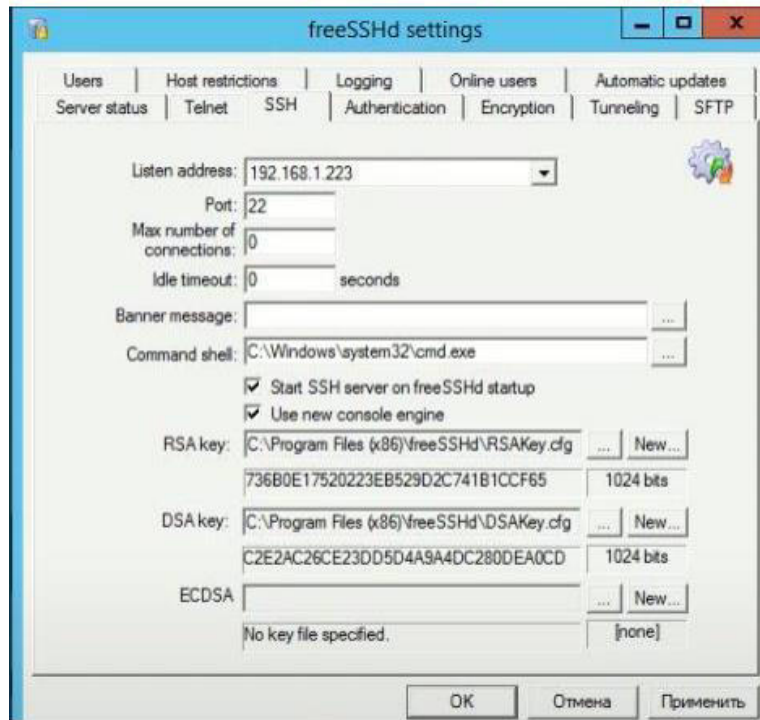 freeSSHd settings
Users Host restrictions Logging Online users Automatic updates
Server status Telnet SSH Authentication Encryption Tunneling SFTP
Listen address: 192.168.1.223
Port: 22
Max number of
connections: 0
Idle timeout: 0 seconds
Banner message: ...
Command shell: C:\Windows\system32\cmd.exe ...
Start SSH server on freeSSHd startup
Use new console engine
RSA key: C:\Program Files (x86)\freeSSHd\RSAKey.cfg ... New...
736B0E17520223EB529D2C741B1CCF65 1024 bits
DSA key: C:\Program Files (x86)\freeSSHd\DSAKey.cfg ... New...
C2E2AC26CE23DD5D4A9A4DC280DEA0CD 1024 bits
ECDSA ... New...
No key file specified. [none]
OK Отмена Применить